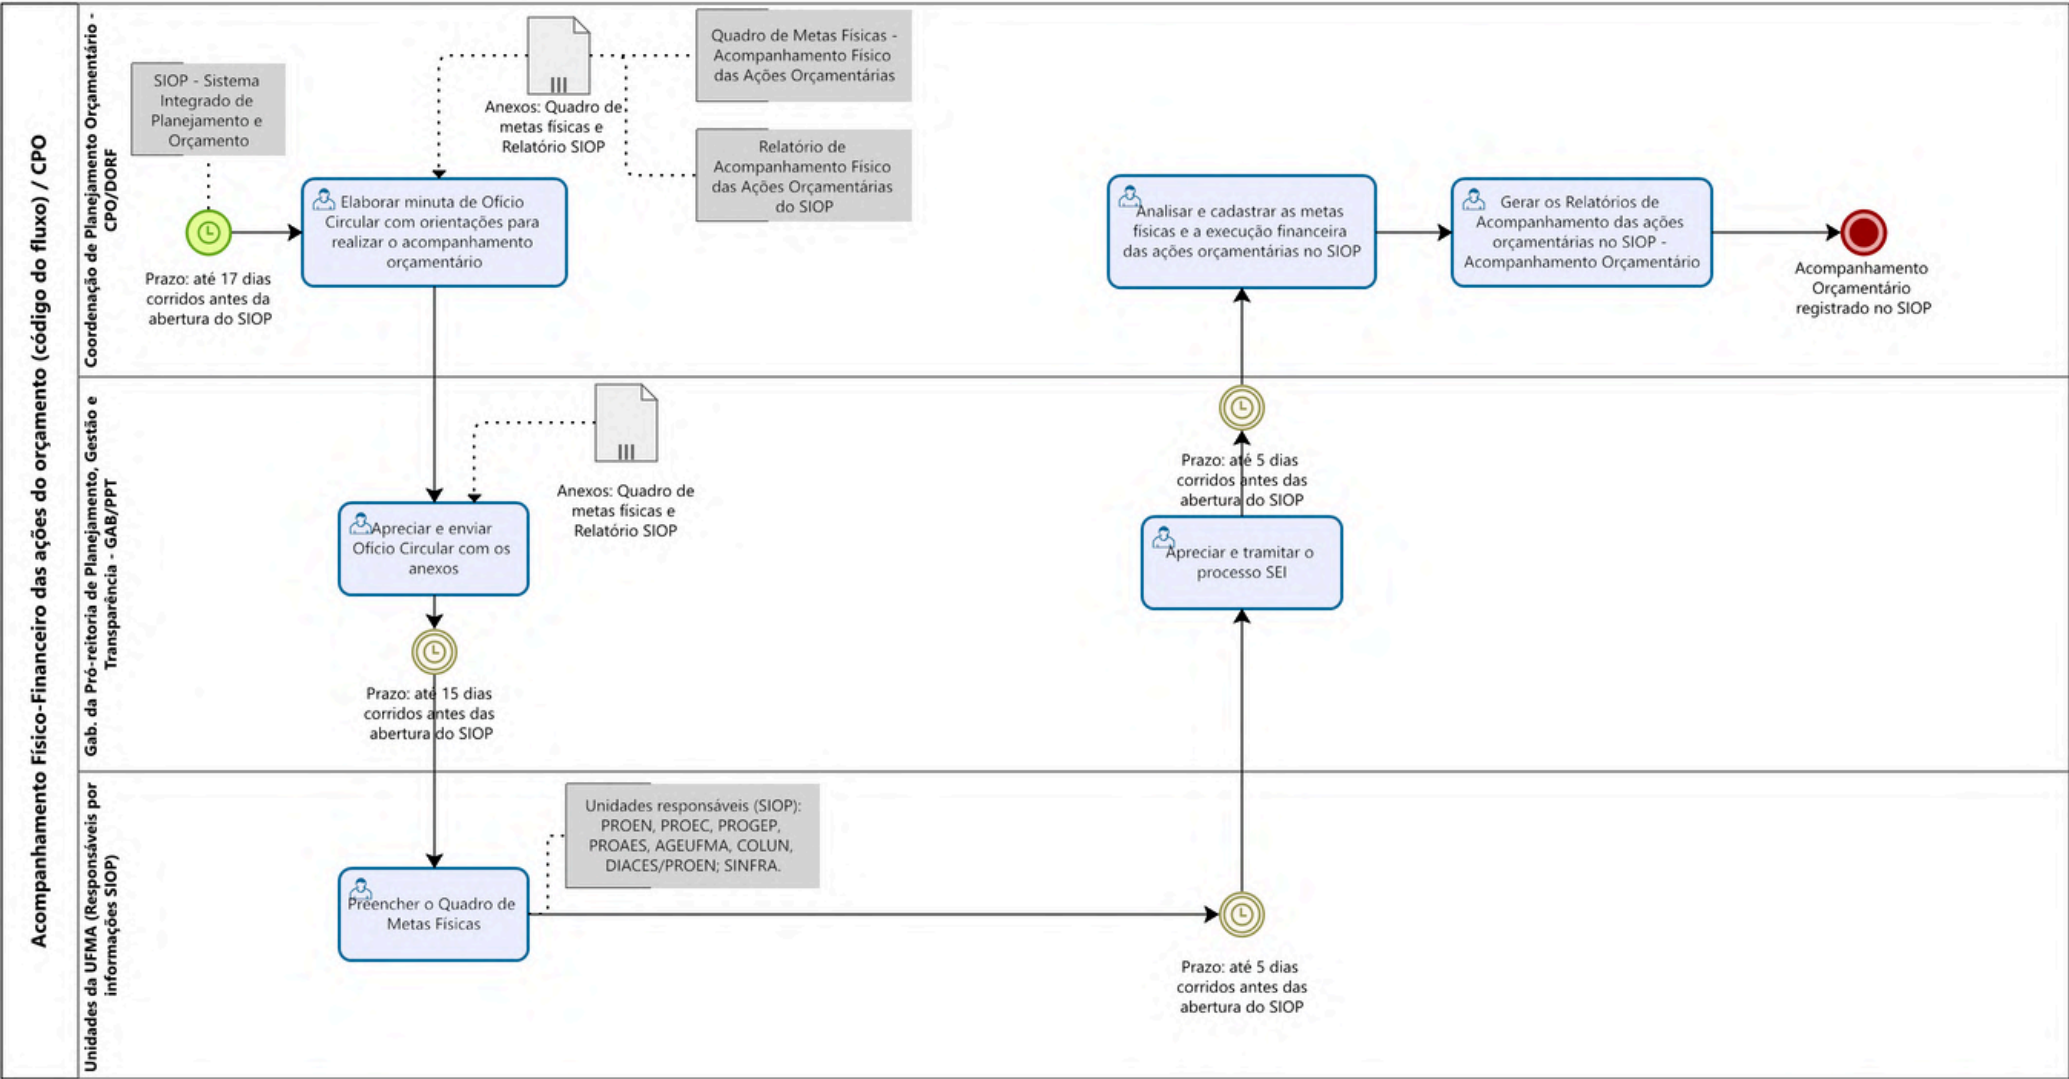 Acompanhamento Físico-Financeiro das ações do orçamento (código do fluxo) / CPO
Coordenação de Planejamento Orçamentário -
CPO/DORF
SIOP - Sistema
Integrado de
Planejamento e
Orçamento
Prazo: até 17 dias
corridos antes da
abertura do SIOP
Elaborar minuta de Ofício
Circular com orientações para
realizar o acompanhamento
orçamentário
Anexos: Quadro de
metas físicas e
Relatório SIOP
Quadro de Metas Físicas -
Acompanhamento Físico
das Ações Orçamentárias
Relatório de
Acompanhamento Físico
das Ações Orçamentárias
do SIOP
Analisar e cadastrar as metas
físicas e a execução financeira
das ações orçamentárias no SIOP
Gerar os Relatórios de
Acompanhamento das ações
orçamentárias no SIOP -
Acompanhamento Orçamentário
Acompanhamento
Orçamentário
registrado no SIOP
Gab. da Pró-reitoria de Planejamento, Gestão e
Transparência - GAB/PPT
Anexos: Quadro de
metas físicas e
Relatório SIOP
Apreciar e enviar
Ofício Circular com os
anexos
Prazo: até 15 dias
corridos antes das
abertura do SIOP
Prazo: até 5 dias
corridos antes das
abertura do SIOP
Apreciar e tramitar o
processo SEI
Unidades da UFMA (Responsáveis por
informações SIOP)
Unidades responsáveis (SIOP):
PROEN, PROEC, PROGEP,
PROAES, AGEUFMA, COLUN,
DIACES/PROEN; SINFRA.
Preencher o Quadro de
Metas Físicas
Prazo: até 5 dias
corridos antes das
abertura do SIOP